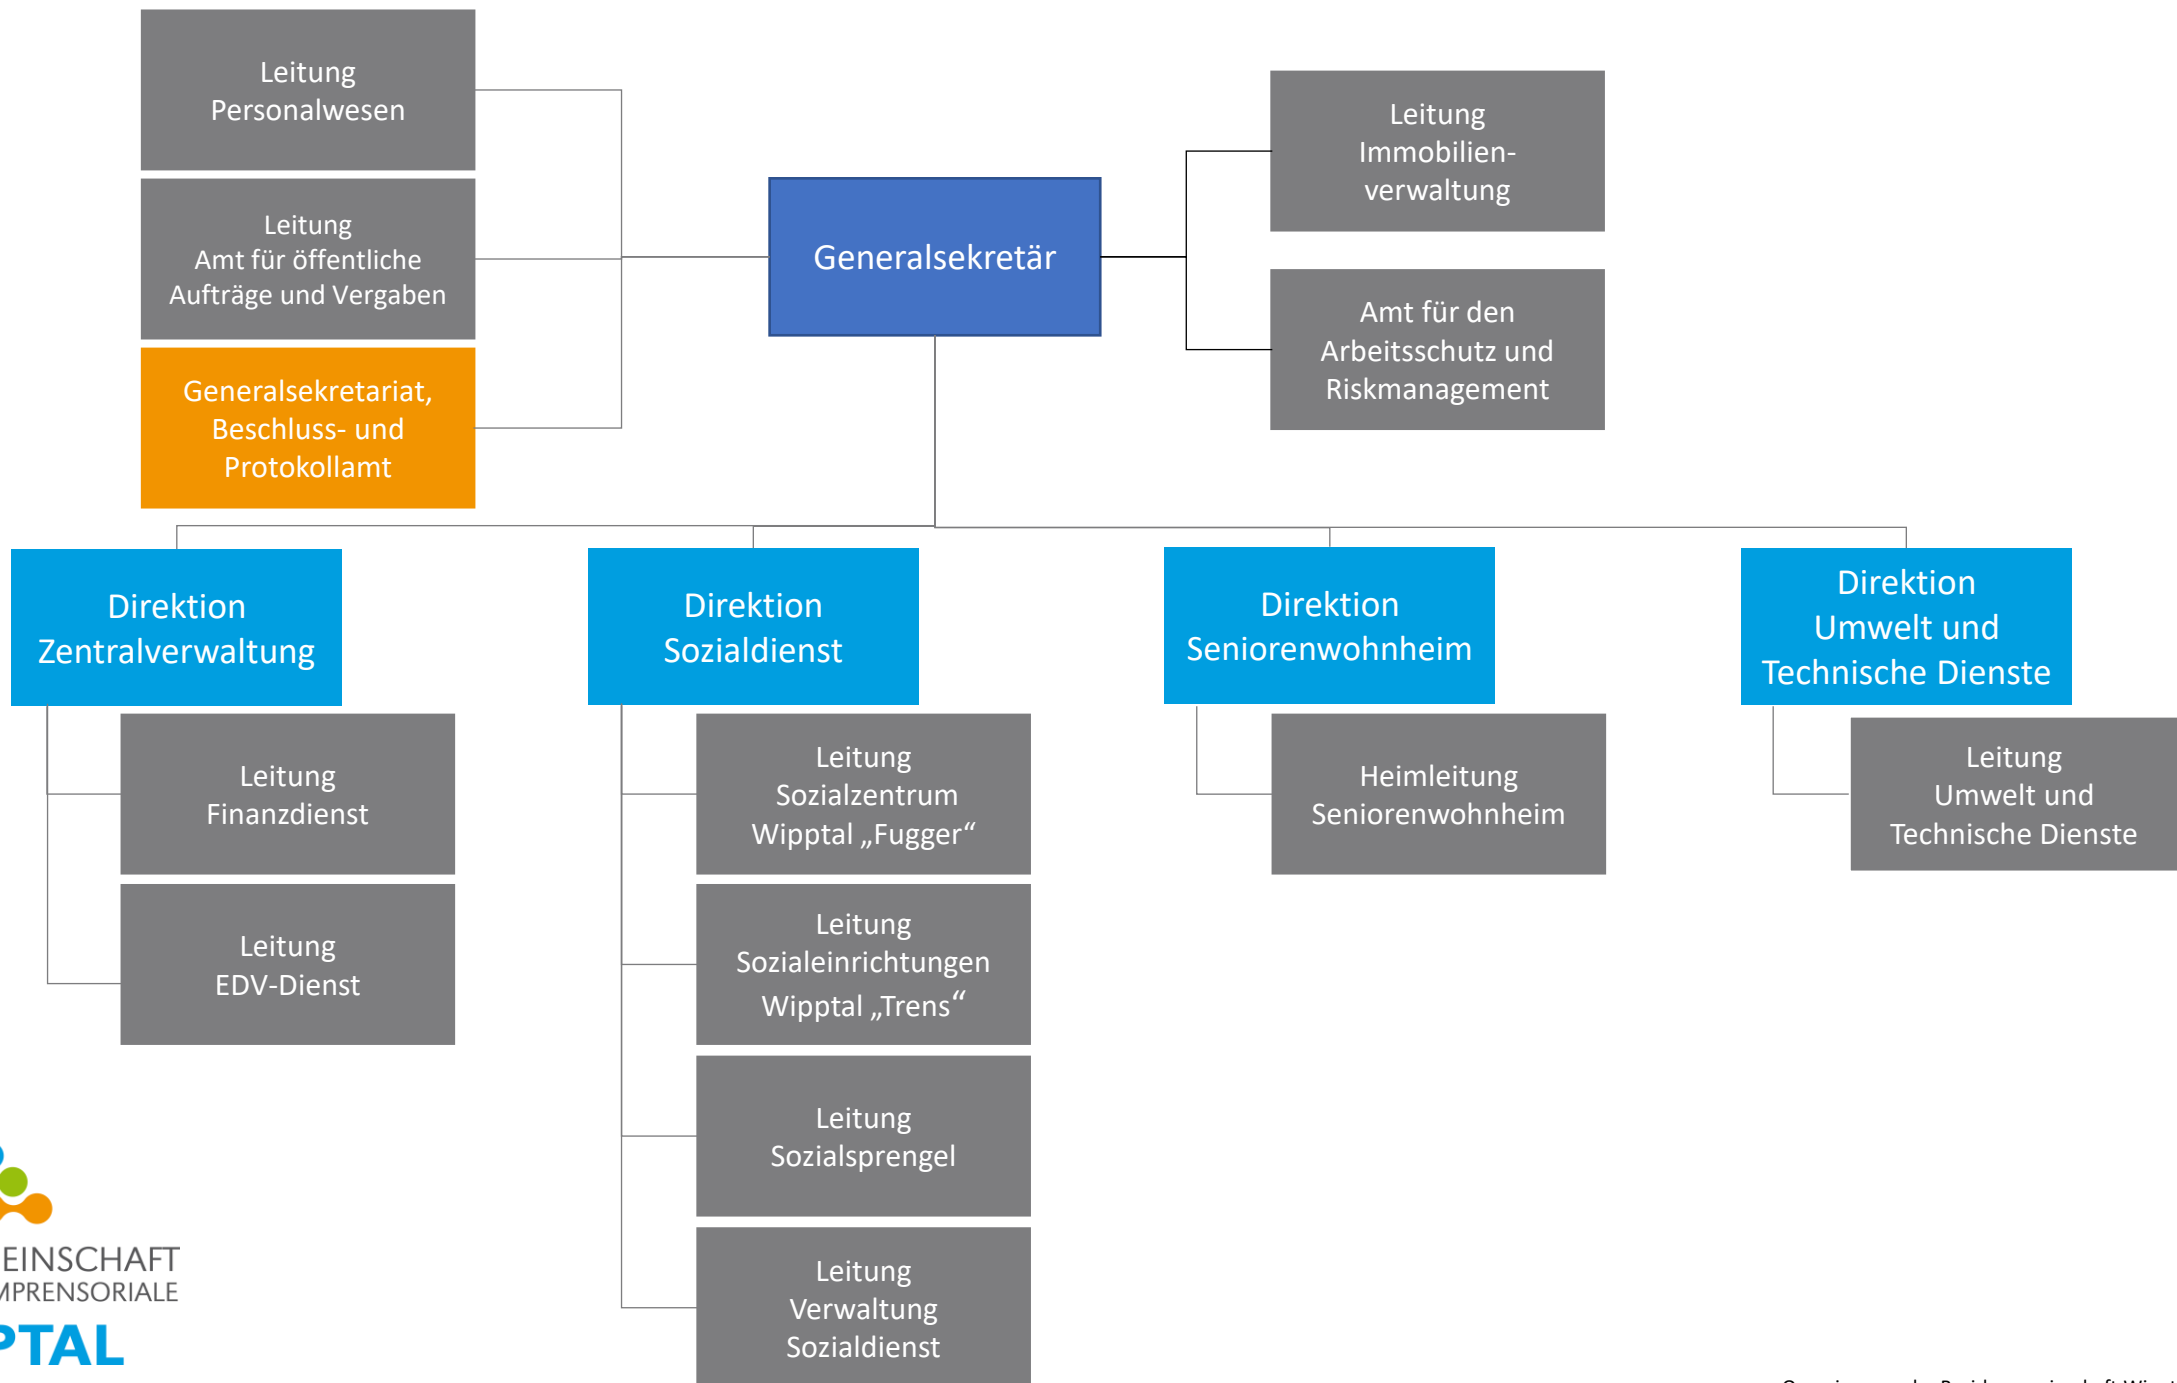 Leitung
Personalwesen
Leitung
Amt für öffentliche
Aufträge und Vergaben
Generalsekretariat,
Beschluss- und
Protokollamt
Generalsekretär
Leitung
Immobilien-
verwaltung
Amt für den
Arbeitsschutz und
Riskmanagement
Direktion
Zentralverwaltung
Leitung
Finanzdienst
Leitung
EDV-Dienst
Direktion
Sozialdienst
Leitung
Sozialzentrum
Wipptal „Fugger“
Leitung
Sozialeinrichtungen
Wipptal „Trens“
Leitung
Sozialsprengel
Leitung
Verwaltung
Sozialdienst
Direktion
Seniorenwohnheim
Heimleitung
Seniorenwohnheim
Direktion
Umwelt und
Technische Dienste
Leitung
Umwelt und
Technische Dienste
EINSCHAFT
MPRENSORIALE
PTAL